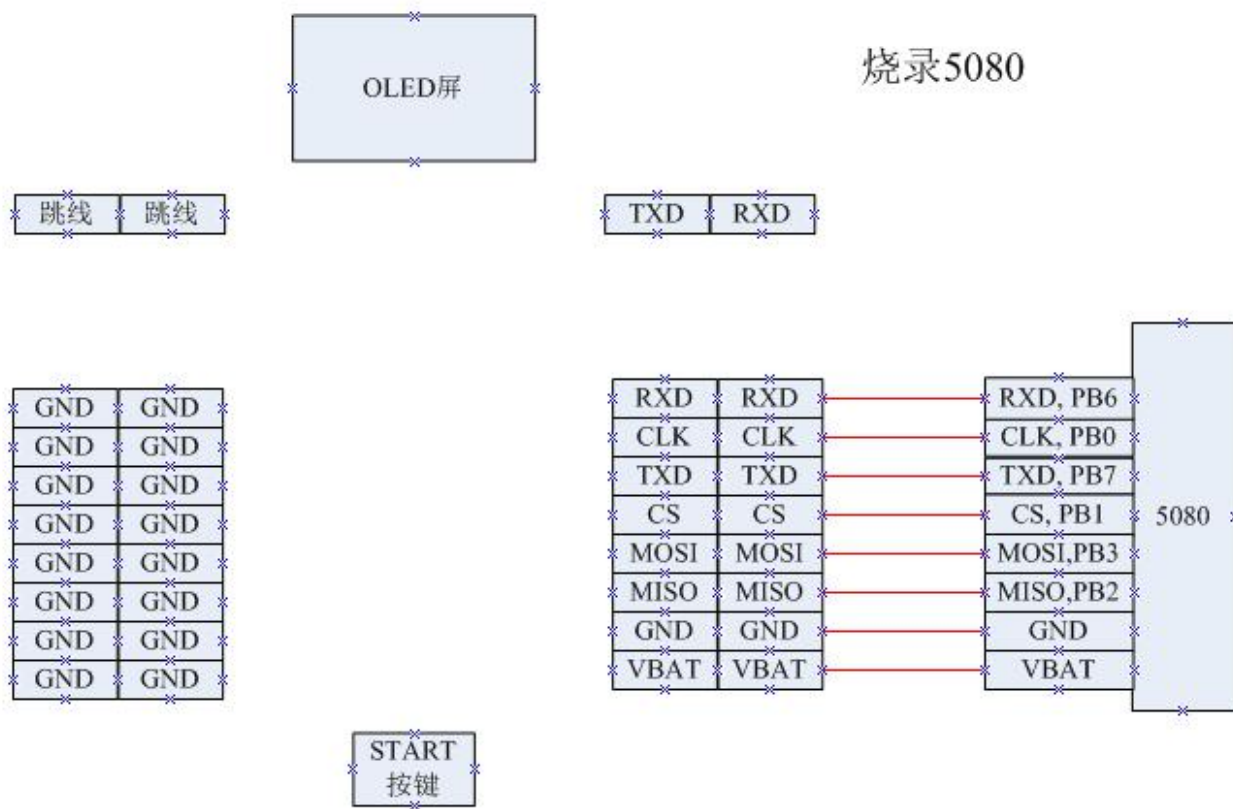 OLED屏
烧录5080
跳线 跳线
TXD RXD
GND GND
GND GND
GND GND
GND GND
GND GND
GND GND
GND GND
GND GND
RXD RXD RXD, PB6
CLK CLK CLK, PB0
TXD TXD TXD, PB7
CS CS CS, PB1
MOSI MOSI MOSI,PB3
MISO MISO MISO,PB2
GND GND GND
VBAT VBAT VBAT
5080
START
按键